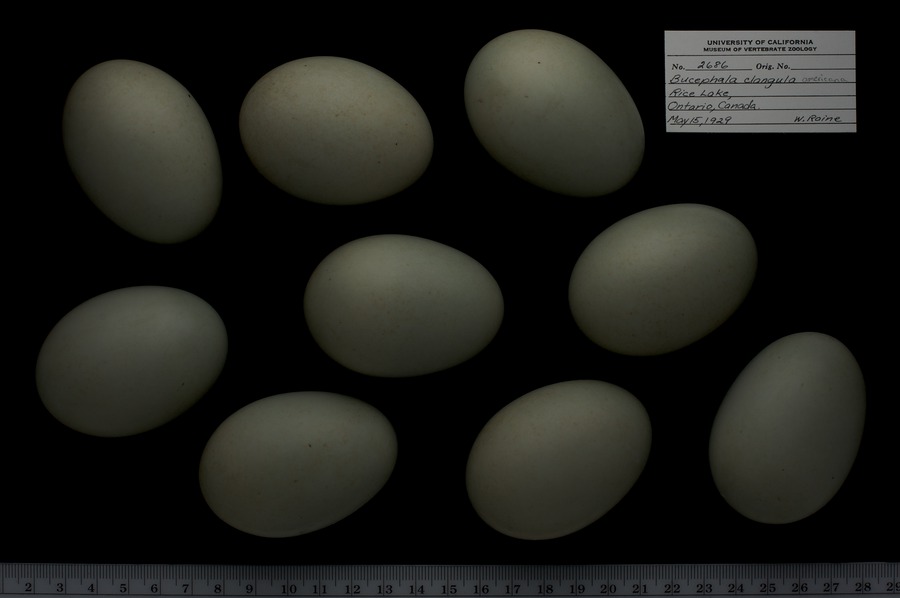 UNIVERSITY OF CALIFORNIA
MUSEUM OF VERTEBRATE ZOOLOGY
No. 2686 Orig. No.
Bucephala clangula americana
Rice Lake,
Ontario, Canada.
May 15, 1929 W. Raine
2 3 4 5 6 7 8 9 10 11 12 13 14 15 16 17 18 19 20 21 22 23 24 25 26 27 28 29